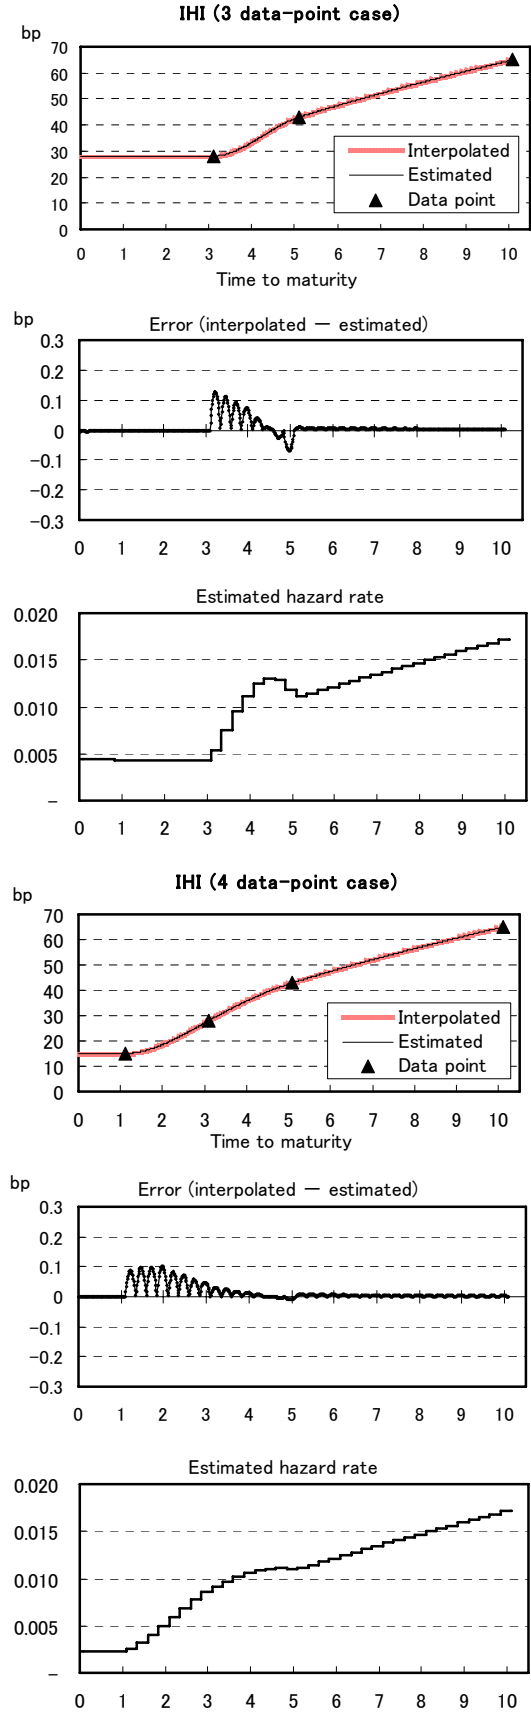 IHI (3 data-point case)
bp
70
60
50
40
30
20
10
0
Interpolated
Estimated
Data point
0 1 2 3 4 5 6 7 8 9 10
Time to maturity
bp
Error (interpolated － estimated)
0.3
0.2
0.1
0
-0.1
-0.2
-0.3
0 1 2 3 4 5 6 7 8 9 10
Estimated hazard rate
0.020
0.015
0.010
0.005
－
0 1 2 3 4 5 6 7 8 9 10
IHI (4 data-point case)
bp
70
60
50
40
30
20
10
0
Interpolated
Estimated
Data point
0 1 2 3 4 5 6 7 8 9 10
Time to maturity
bp
Error (interpolated － estimated)
0.3
0.2
0.1
0
-0.1
-0.2
-0.3
0 1 2 3 4 5 6 7 8 9 10
Estimated hazard rate
0.020
0.015
0.010
0.005
－
0 1 2 3 4 5 6 7 8 9 10